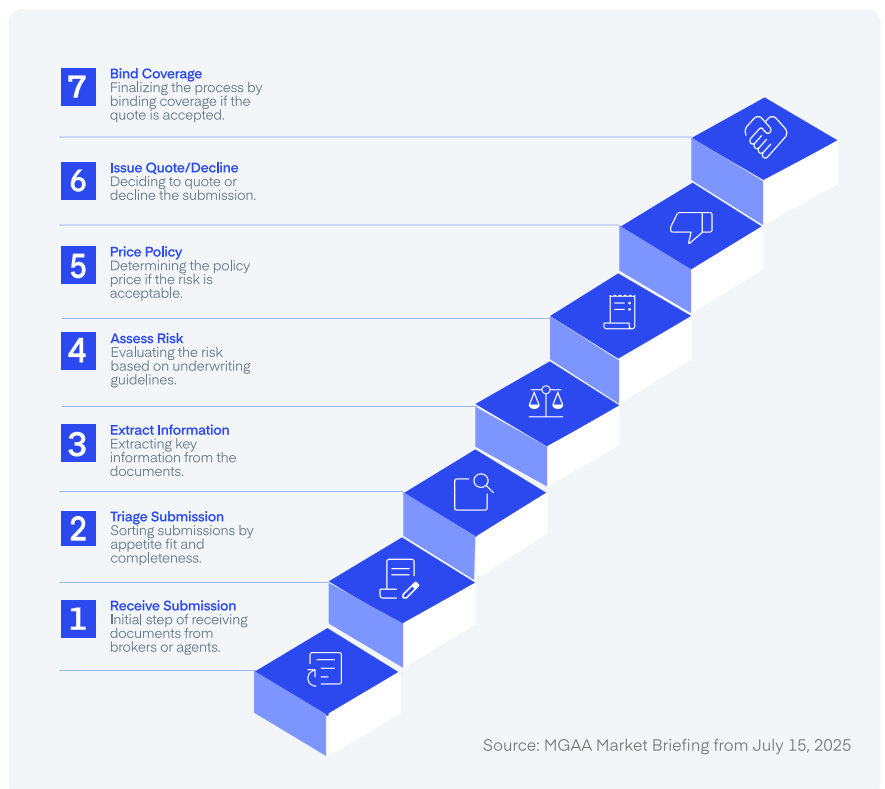 7
Bind Coverage
Finalizing the process by
binding coverage if the
quote is accepted.
6
Issue Quote/Decline
Deciding to quote or
decline the submission.
5
Price Policy
Determining the policy
price if the risk is
acceptable.
4
Assess Risk
Evaluating the risk
based on underwriting
guidelines.
3
Extract Information
Extracting key
information from the
documents.
2
Triage Submission
Sorting submissions by
appetite fit and
completeness.
1
Receive Submission
Initial step of receiving
documents from
brokers or agents.
Source: MGAA Market Briefing from July 15, 2025